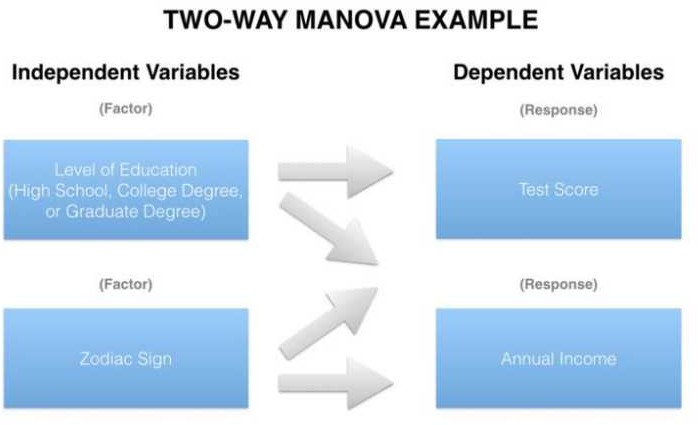 TWO-WAY MANOVA EXAMPLE
Independent Variables
Dependent Variables
(Factor)
(Response)
Level of Education
(High School, College Degree,
or Graduate Degree)
Test Score
(Factor)
(Response)
Zodiac Sign
Annual Income